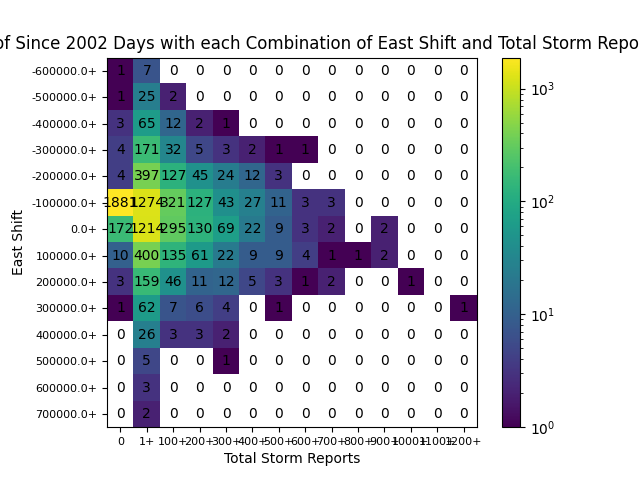 of Since 2002 Days with each Combination of East Shift and Total Storm Repo
-600000.0+ 1 7 0 0 0 0 0 0 0 0 0 0 0 0
-500000.0+ 1 25 2 0 0 0 0 0 0 0 0 0 0 0
-400000.0+ 3 65 12 2 1 0 0 0 0 0 0 0 0 0
-300000.0+ 4 171 32 5 3 2 1 1 0 0 0 0 0 0
-200000.0+ 4 397 127 45 24 12 3 0 0 0 0 0 0 0
-100000.0+ 1881 1274 321 127 43 27 11 3 3 0 0 0 0 0
0.0+ 172 1214 295 130 69 22 9 3 2 0 2 0 0 0
100000.0+ 10 400 135 61 22 9 9 4 1 1 2 0 0 0
200000.0+ 3 159 46 11 12 5 3 1 2 0 0 1 0 0
300000.0+ 1 62 7 6 4 0 1 0 0 0 0 0 0 1
400000.0+ 0 26 3 3 2 0 0 0 0 0 0 0 0 0
500000.0+ 0 5 0 0 1 0 0 0 0 0 0 0 0 0
600000.0+ 0 3 0 0 0 0 0 0 0 0 0 0 0 0
700000.0+ 0 2 0 0 0 0 0 0 0 0 0 0 0 0
0 1+ 100+ 200+ 300+ 400+ 500+ 600+ 700+ 800+ 900+ 1000+ 1100+ 1200+
Total Storm Reports
East Shift
10³
10²
10¹
10⁰